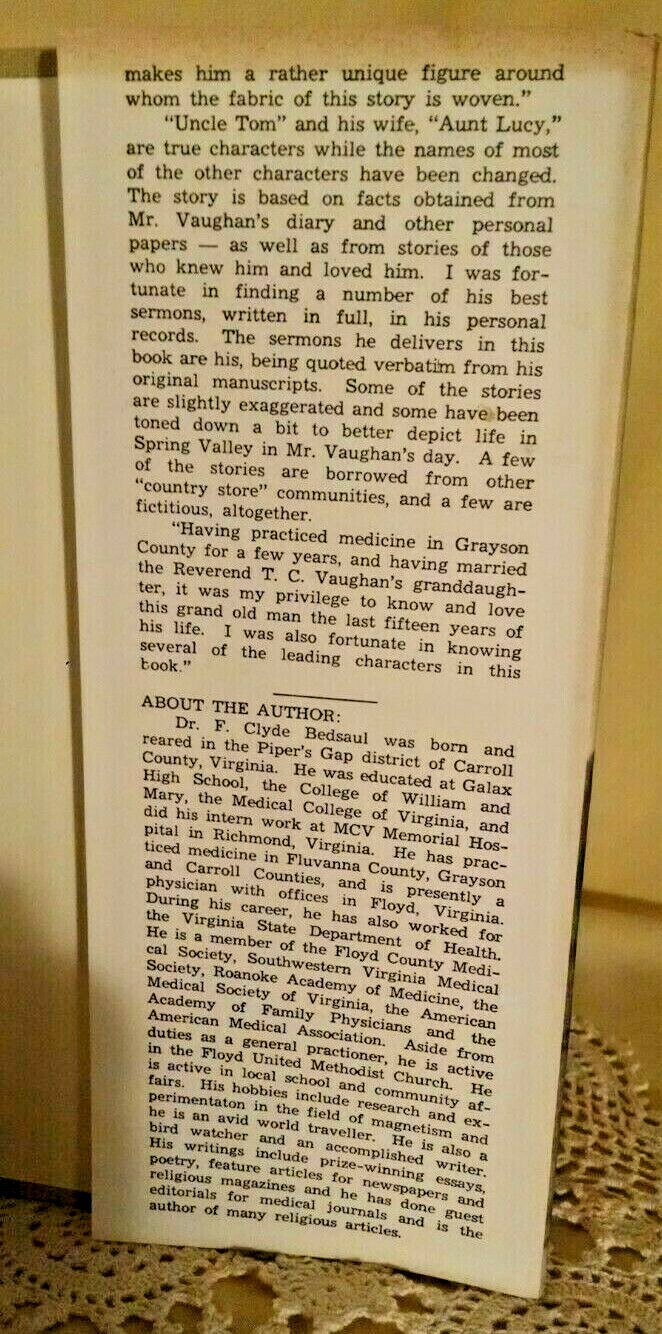 makes him a rather unique figure around
whom the fabric of this story is woven."
"Uncle Tom" and his wife, "Aunt Lucy,"
are true characters while the names of most
of the other characters have been changed.
The story is based on facts obtained from
Mr. Vaughan's diary and other personal
papers — as well as from stories of those
who knew him and loved him. I was for-
tunate in finding a number of his best
sermons, written in full, in his personal
records. The sermons he delivers in this
book are his, being quoted verbatim from his
original manuscripts. Some of the stories
are slightly exaggerated and some have been
toned down a bit to better depict life in
Spring Valley in Mr. Vaughan's day. A few
of the stories are borrowed from other
"country store" communities, and a few are
fictitious, altogether.
"Having practiced medicine in Grayson
County for a few years, and having married
the Reverend T. C. Vaughan's granddaugh-
ter, it was my privilege to know and love
this grand old man the last fifteen years of
his life. I was also fortunate in knowing
several of the leading characters in this
book."
ABOUT THE AUTHOR:
Dr. F. Clyde Bedsaul was born and
reared in the Piper's Gap district of Carroll
County, Virginia. He was educated at Galax
High School, the College of William and
Mary, the Medical College of Virginia, and
did his intern work at MCV Memorial Hos-
pital in Richmond, Virginia. He has prac-
ticed medicine in Fluvanna County, Grayson
and Carroll Counties, and is presently a
physician with offices in Floyd, Virginia.
During his career, he has also worked for
the Virginia State Department of Health.
He is a member of the Floyd County Medi-
cal Society, Southwestern Virginia Medical
Society, Roanoke Academy of Medicine, the
Medical Society of Virginia, the American
Academy of Family Physicians and the
American Medical Association. Aside from
duties as a general practioner, he is active
in the Floyd United Methodist Church. He
is active in local school and community af-
fairs. His hobbies include research and ex-
perimentaton in the field of magnetism and
he is an avid world traveller. He is also a
bird watcher and an accomplished writer.
His writings include prize-winning essays,
poetry, feature articles for newspapers and
religious magazines and he has done guest
editorials for medical journals and is the
author of many religious articles.